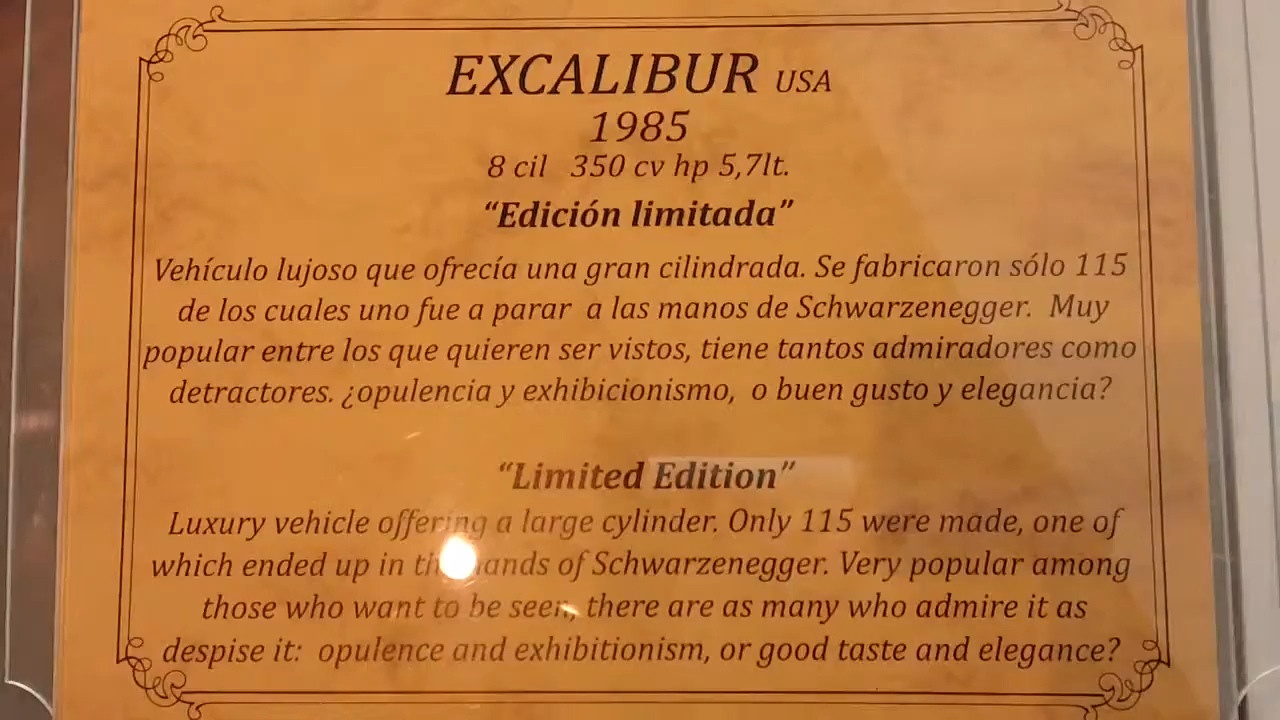 EXCALIBUR USA
1985
8 cil 350 cv hp 5,7lt.
“Edición limitada”
Vehículo lujoso que ofrecía una gran cilindrada. Se fabricaron sólo 115
de los cuales uno fue a parar a las manos de Schwarzenegger. Muy
popular entre los que quieren ser vistos, tiene tantos admiradores como
detractores. ¿opulencia y exhibicionismo, o buen gusto y elegancia?
“Limited Edition”
Luxury vehicle offering a large cylinder. Only 115 were made, one of
which ended up in of Schwarzenegger. Very popular among
those who want to be seen, there are as many who admire it as
despise it: opulence and exhibitionism, or good taste and elegance?